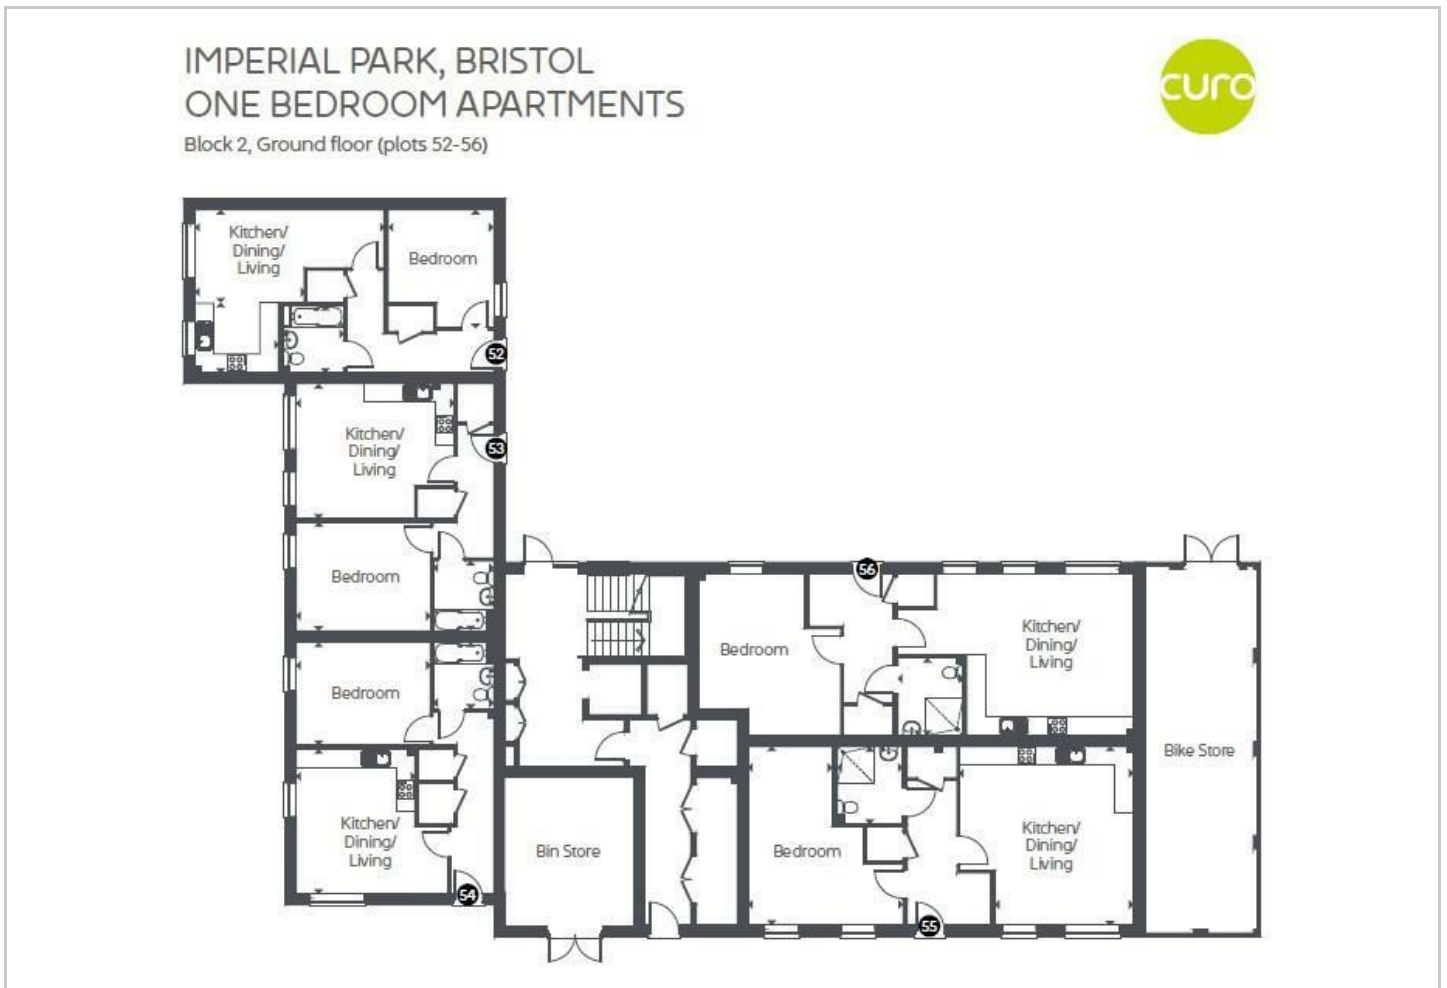 IMPERIAL PARK, BRISTOL
ONE BEDROOM APARTMENTS
Block 2, Ground floor (plots 52-56)
curo
Kitchen/
Dining/
Living
Bedroom
52
Kitchen/
Dining/
Living
53
Bedroom
Bedroom
Kitchen/
Dining/
Living
54
Bin Store
56
Bedroom
Kitchen/
Dining/
Living
Bike Store
Bedroom
Kitchen/
Dining/
Living
55